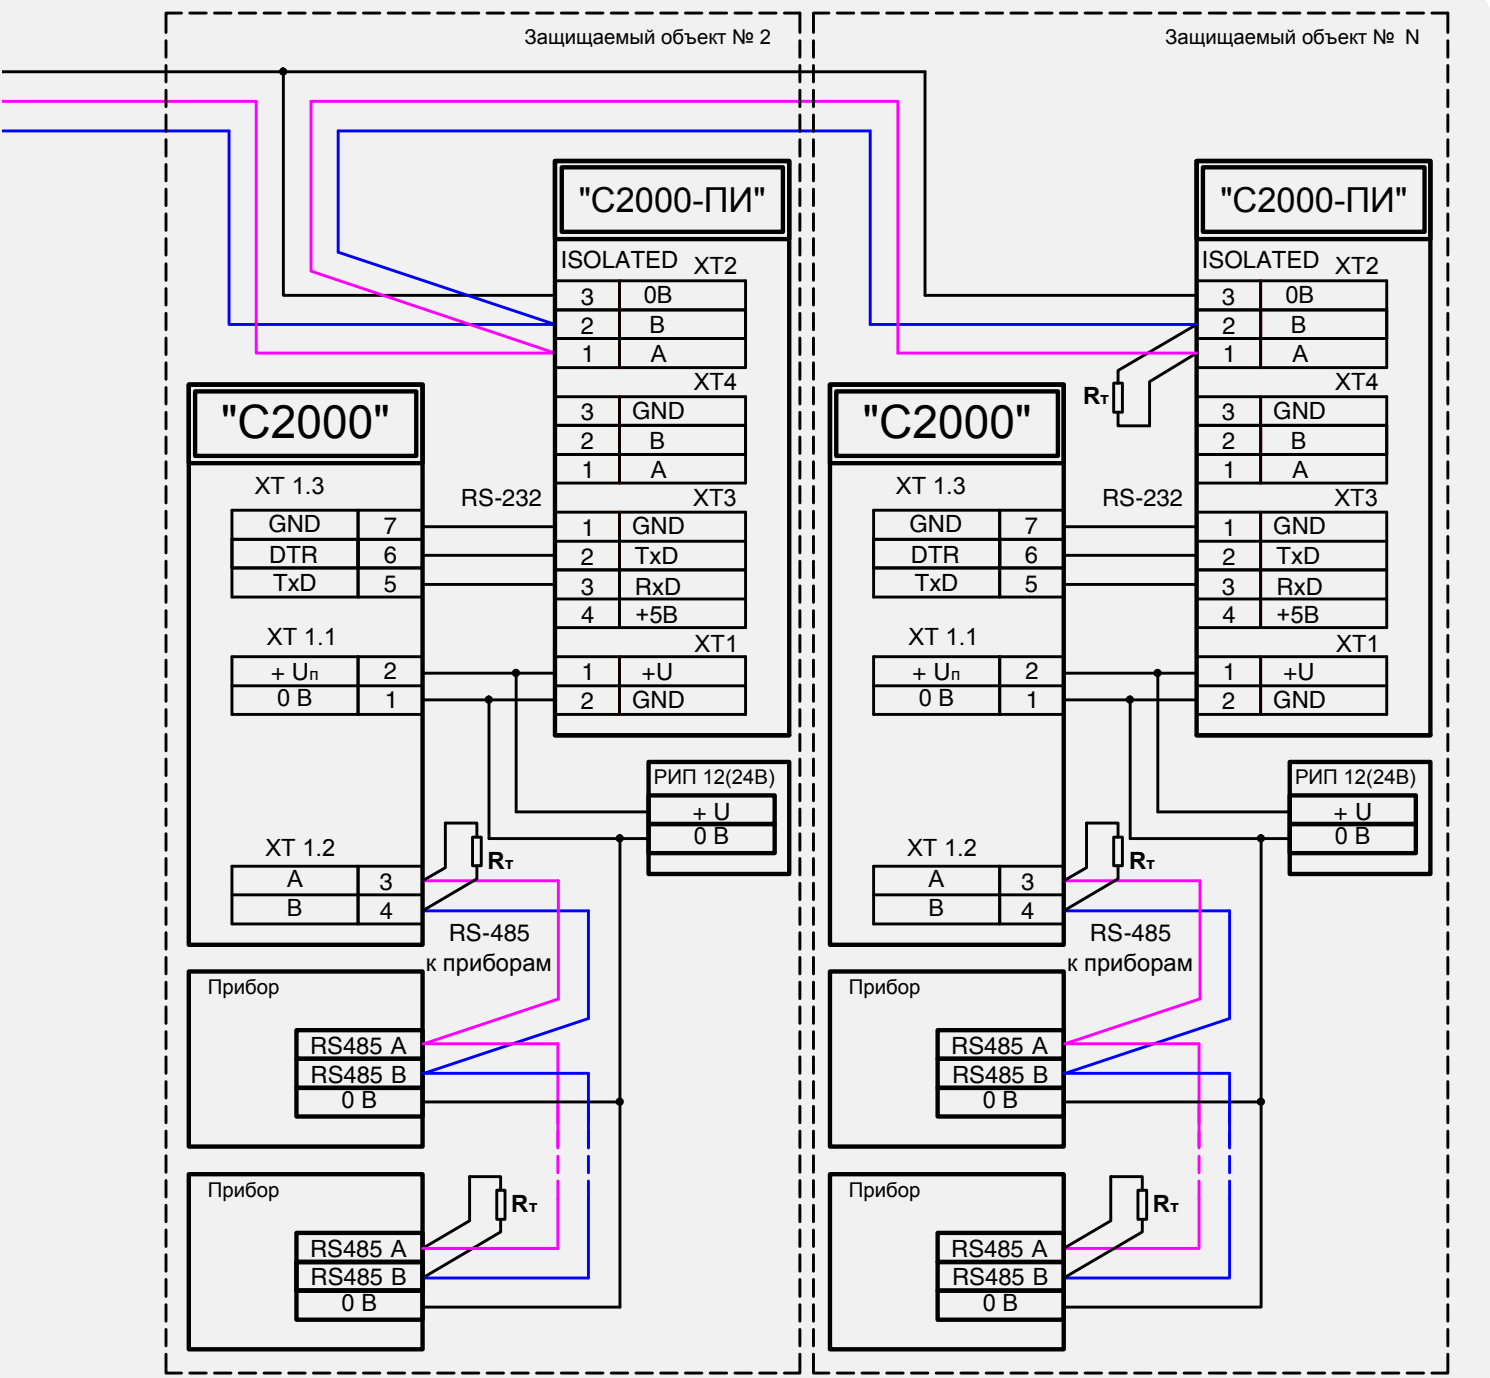 Защищаемый объект № 2
"С2000-ПИ"
ISOLATED XT2
3 0В
2 B
1 A
XT4
3 GND
2 B
1 A
XT3
RS-232
1 GND
2 TxD
3 RxD
4 +5В
XT1
1 +U
2 GND
"С2000"
XT 1.3
GND 7
DTR 6
TxD 5
XT 1.1
+ Uп 2
0 В 1
XT 1.2
A 3
B 4
Rт
RS-485
к приборам
РИП 12(24В)
+ U
0 В
Прибор
RS485 A
RS485 B
0 В
Прибор
Rт
RS485 A
RS485 B
0 В
Защищаемый объект № N
"С2000-ПИ"
ISOLATED XT2
3 0В
2 B
1 A
Rт
XT4
3 GND
2 B
1 A
XT3
RS-232
1 GND
2 TxD
3 RxD
4 +5В
XT1
1 +U
2 GND
"С2000"
XT 1.3
GND 7
DTR 6
TxD 5
XT 1.1
+ Uп 2
0 В 1
XT 1.2
A 3
B 4
Rт
RS-485
к приборам
РИП 12(24В)
+ U
0 В
Прибор
RS485 A
RS485 B
0 В
Прибор
Rт
RS485 A
RS485 B
0 В